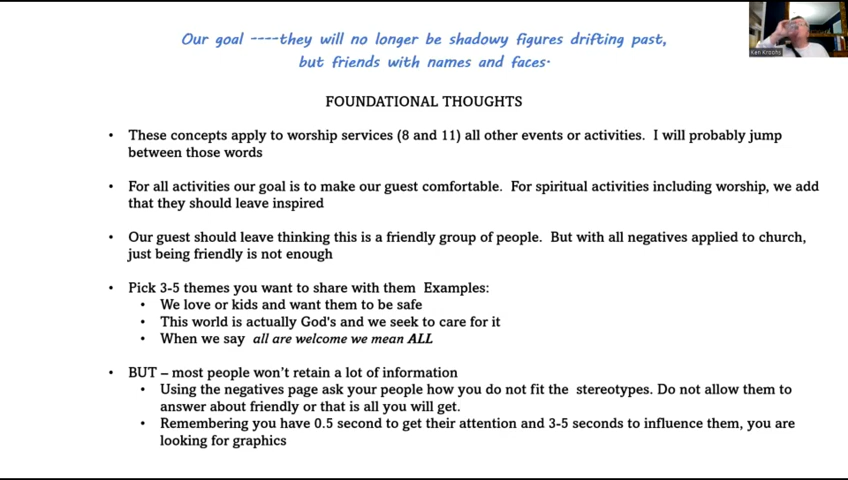 Our goal ----they will no longer be shadowy figures drifting past,
but friends with names and faces.
Ken Kroohs
FOUNDATIONAL THOUGHTS
• These concepts apply to worship services (8 and 11) all other events or activities. I will probably jump
between those words
• For all activities our goal is to make our guest comfortable. For spiritual activities including worship, we add
that they should leave inspired
• Our guest should leave thinking this is a friendly group of people. But with all negatives applied to church,
just being friendly is not enough
• Pick 3-5 themes you want to share with them Examples:
• We love or kids and want them to be safe
• This world is actually God's and we seek to care for it
• When we say all are welcome we mean ALL
• BUT – most people won't retain a lot of information
• Using the negatives page ask your people how you do not fit the stereotypes. Do not allow them to
answer about friendly or that is all you will get.
• Remembering you have 0.5 second to get their attention and 3-5 seconds to influence them, you are
looking for graphics